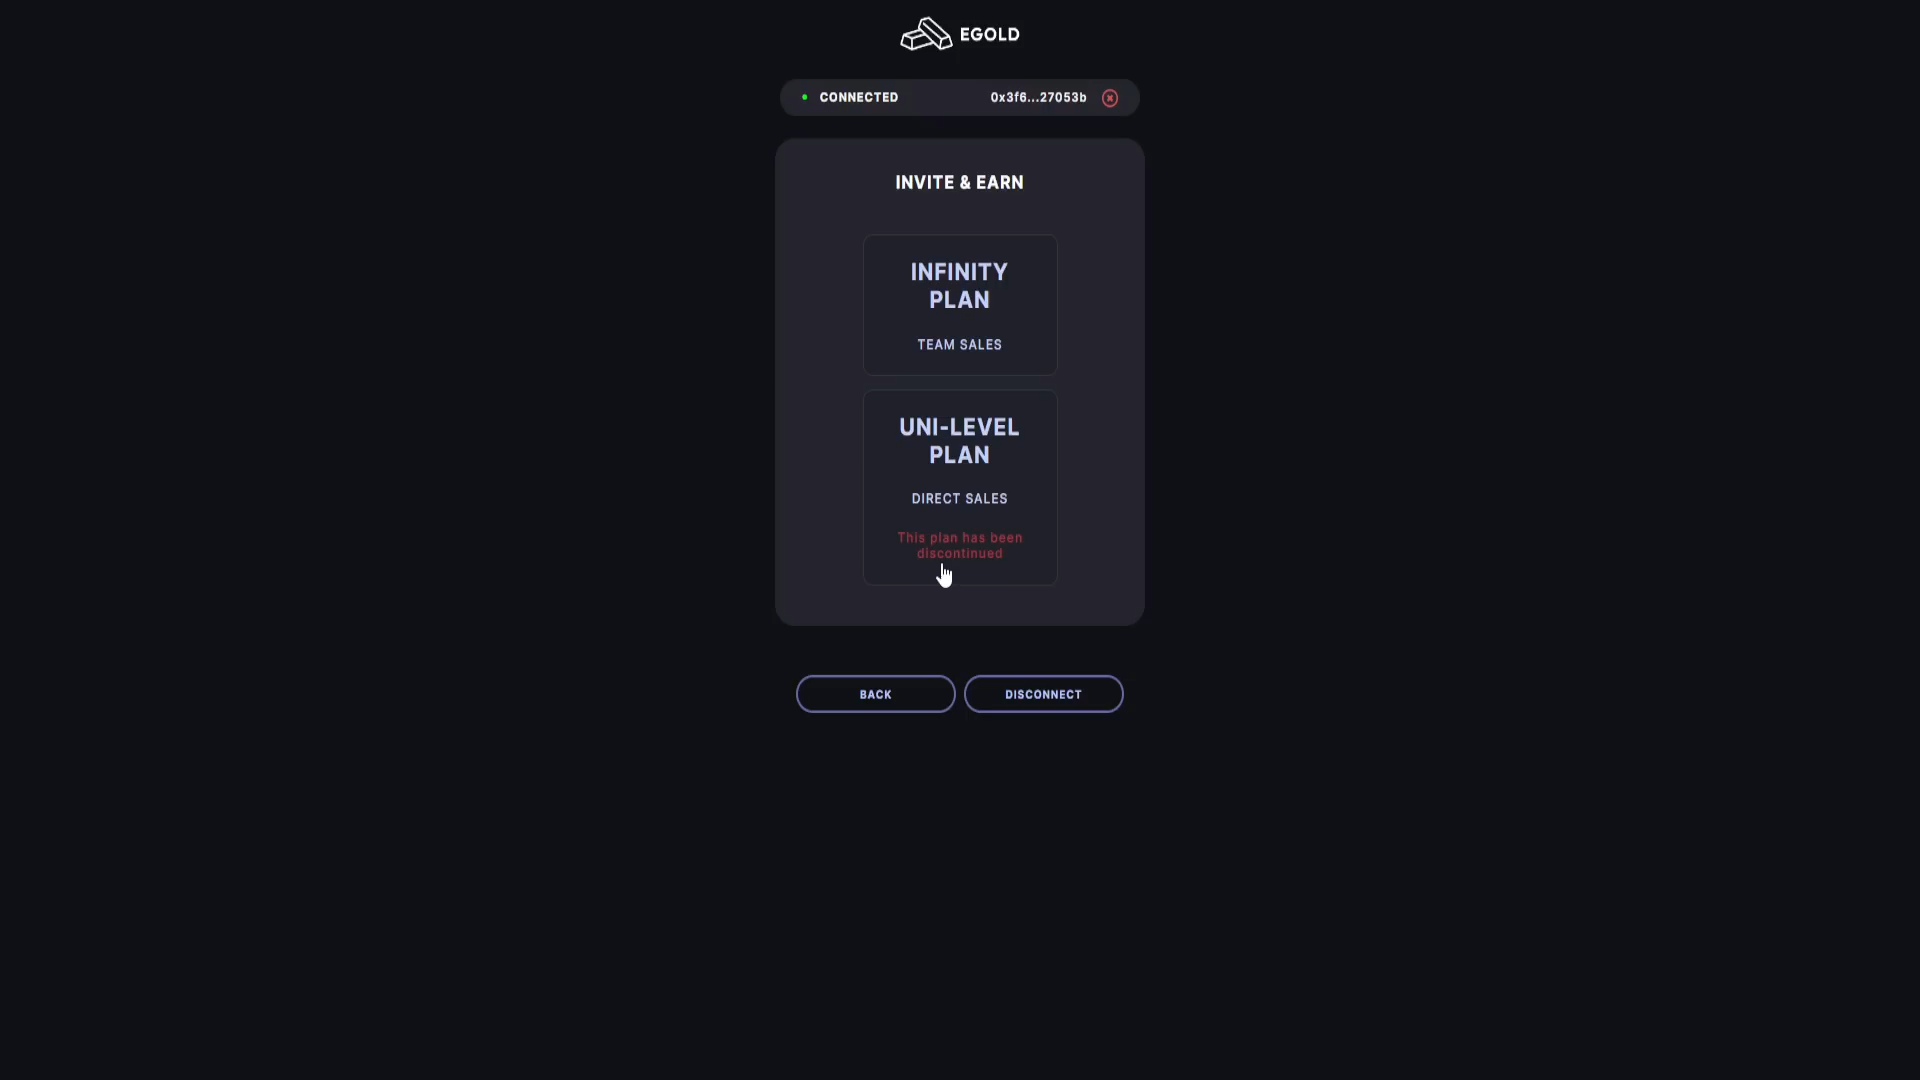 EGOLD
CONNECTED 0x3f6...27053b
INVITE & EARN
INFINITY
PLAN
TEAM SALES
UNI-LEVEL
PLAN
DIRECT SALES
This plan has been
discontinued
BACK DISCONNECT